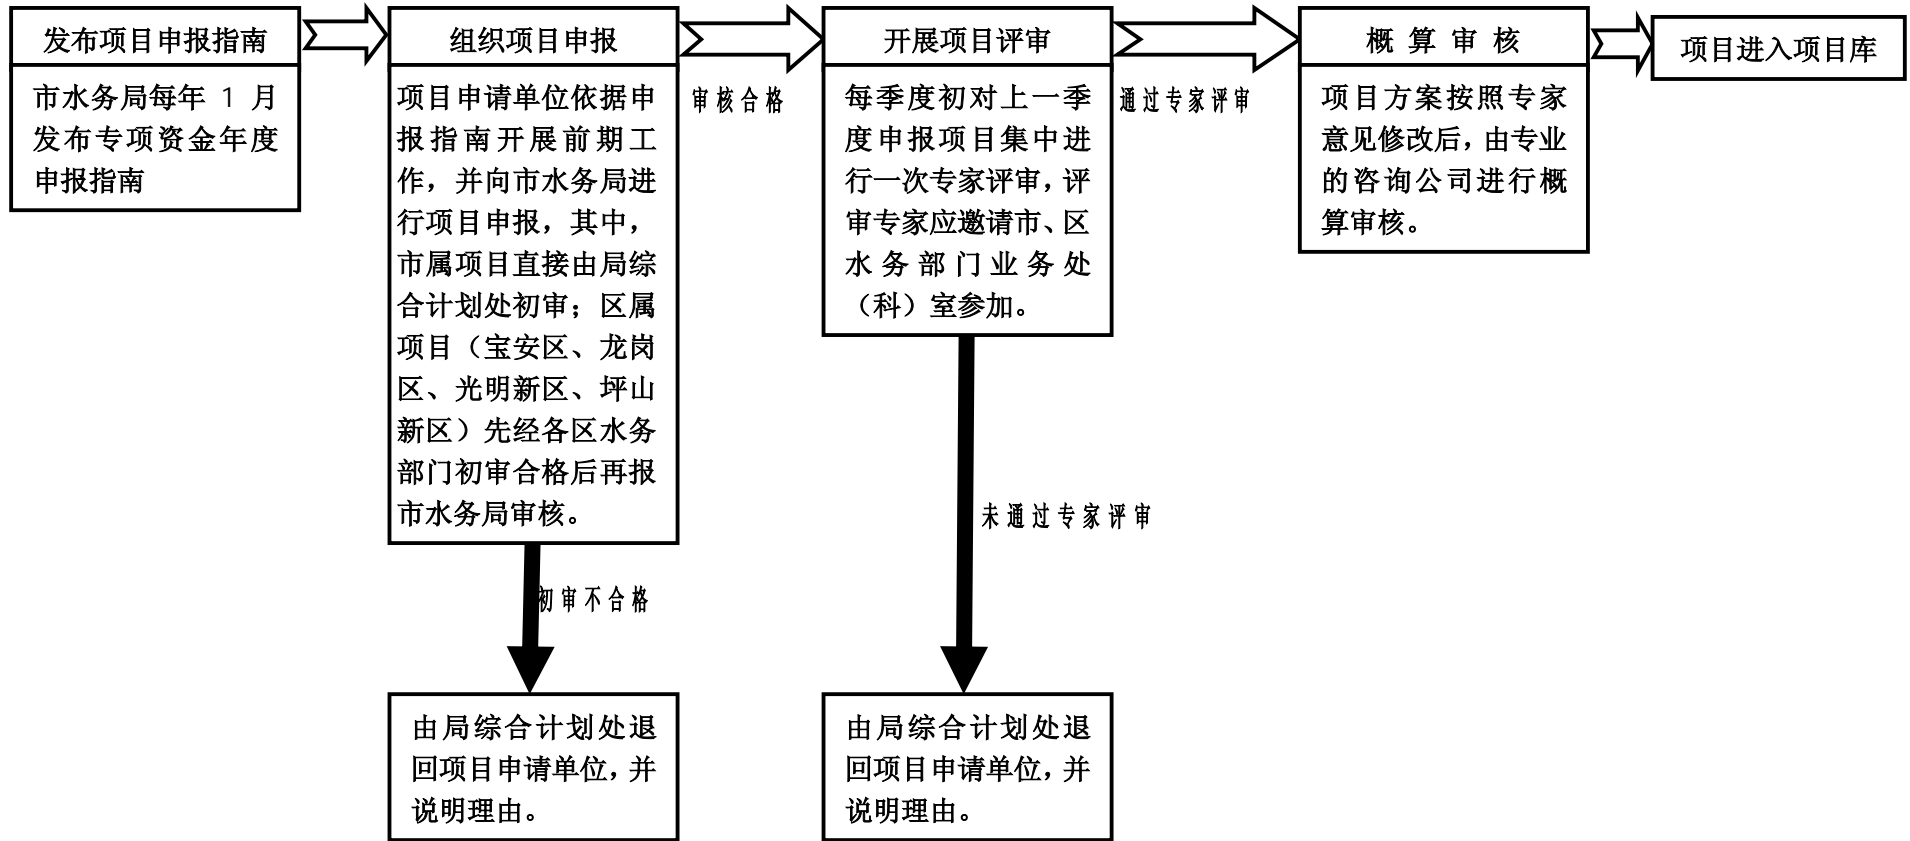 发布项目申报指南
市水务局每年 1 月
发布专项资金年度
申报指南
组织项目申报
项目申请单位依据申
报指南开展前期工
作，并向市水务局进
行项目申报，其中，
市属项目直接由局综
合计划处初审；区属
项目（宝安区、龙岗
区、光明新区、坪山
新区）先经各区水务
部门初审合格后再报
市水务局审核。
审核合格
初审不合格
由局综合计划处退
回项目申请单位，并
说明理由。
开展项目评审
每季度初对上一季
度申报项目集中进
行一次专家评审，评
审专家应邀请市、区
水务部门业务处
（科）室参加。
通过专家评审
未通过专家评审
由局综合计划处退
回项目申请单位，并
说明理由。
概算审核
项目方案按照专家
意见修改后，由专业
的咨询公司进行概
算审核。
项目进入项目库